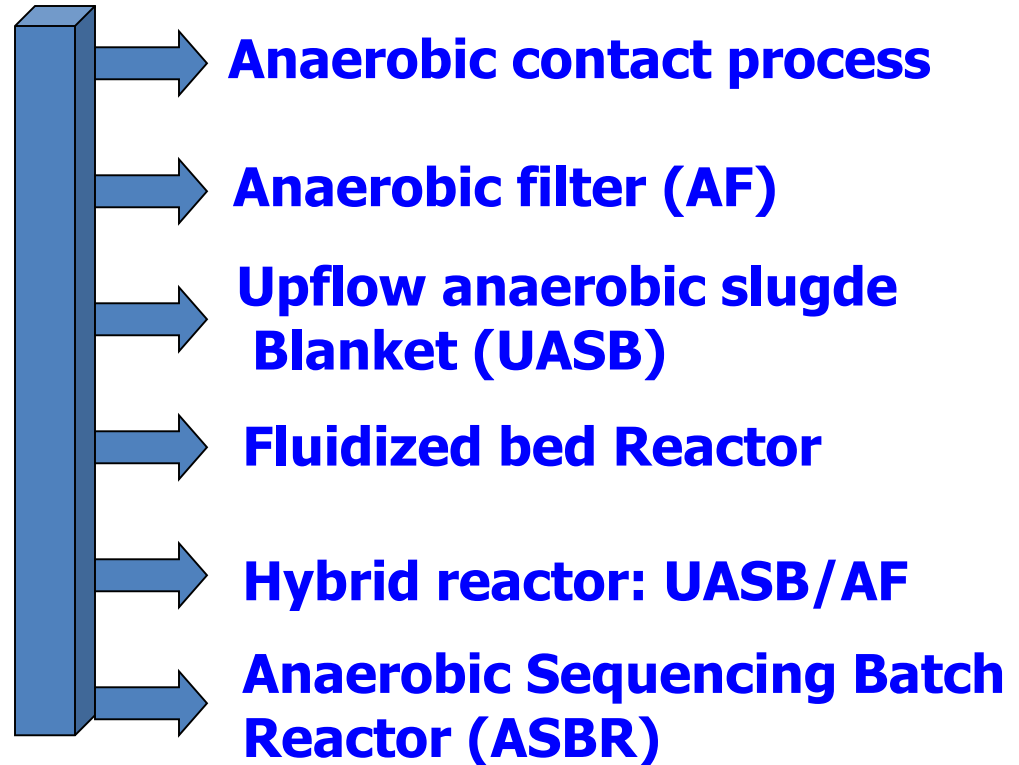 Anaerobic contact process
Anaerobic filter (AF)
Upflow anaerobic slugde
Blanket (UASB)
Fluidized bed Reactor
Hybrid reactor: UASB/AF
Anaerobic Sequencing Batch
Reactor (ASBR)